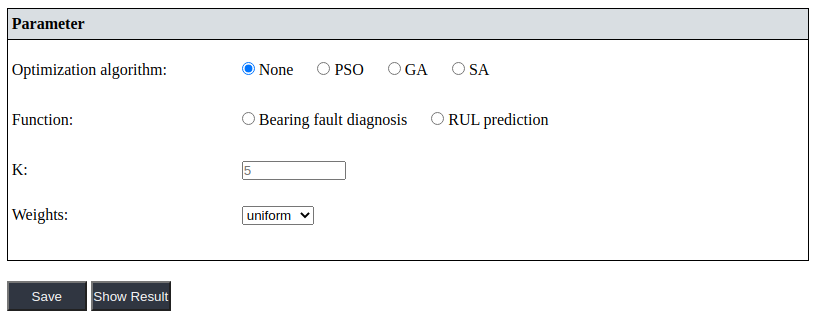 Parameter
Optimization algorithm: None PSO GA SA
Function: Bearing fault diagnosis RUL prediction
K: 5
Weights: uniform
Save Show Result